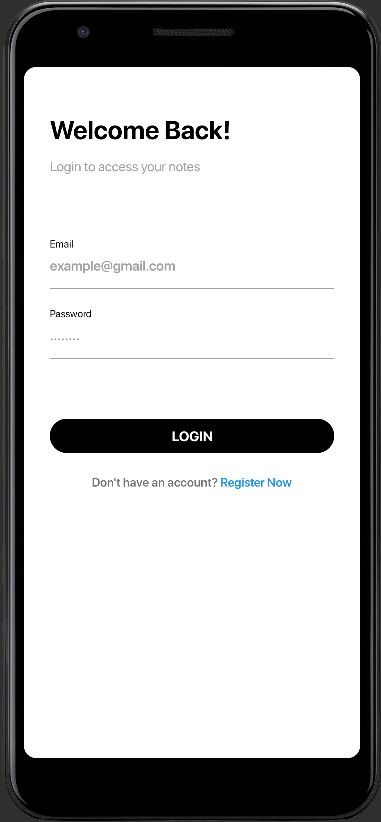 Welcome Back!
Login to access your notes
Email
example@gmail.com
Password
········
LOGIN
Don't have an account? Register Now